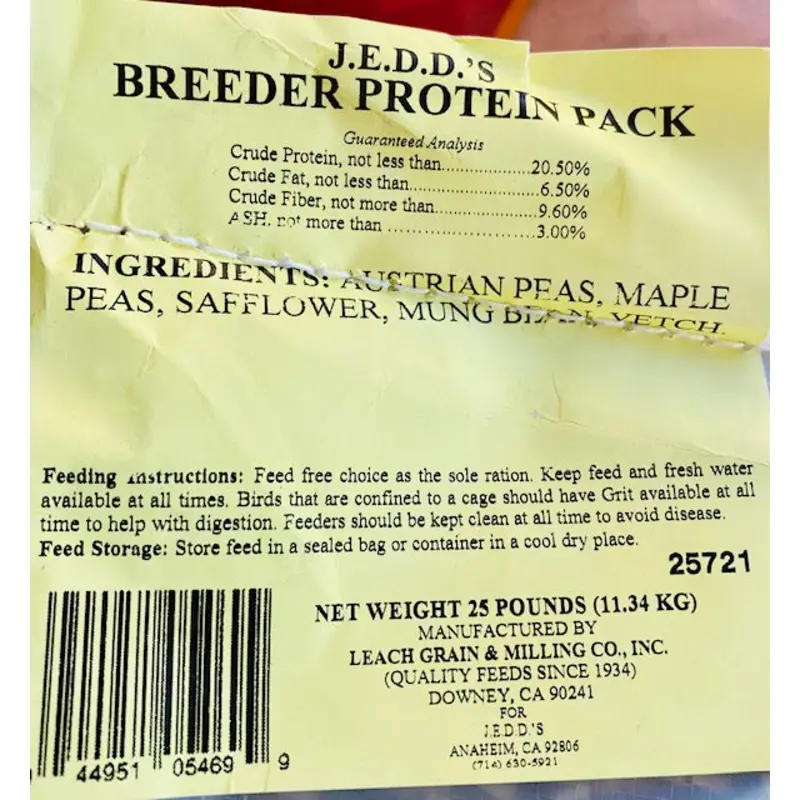 J.E.D.D.'S
BREEDER PROTEIN PACK
Guaranteed Analysis
Crude Protein, not less than....................20.50%
Crude Fat, not less than.............................6.50%
Crude Fiber, not more than.......................9.60%
ASH, not more than ..........................3.00%
INGREDIENTS: AUSTRIAN PEAS, MAPLE
PEAS, SAFFLOWER, MUNG BEAN, VETCH.
Feeding Instructions: Feed free choice as the sole ration. Keep feed and fresh water
available at all times. Birds that are confined to a cage should have Grit available at all
time to help with digestion. Feeders should be kept clean at all time to avoid disease.
Feed Storage: Store feed in a sealed bag or container in a cool dry place.
25721
NET WEIGHT 25 POUNDS (11.34 KG)
MANUFACTURED BY
LEACH GRAIN & MILLING CO., INC.
(QUALITY FEEDS SINCE 1934)
DOWNEY, CA 90241
FOR
J.E.D.D.'S
ANAHEIM, CA 92806
(714) 630-5921
44951 05469 9